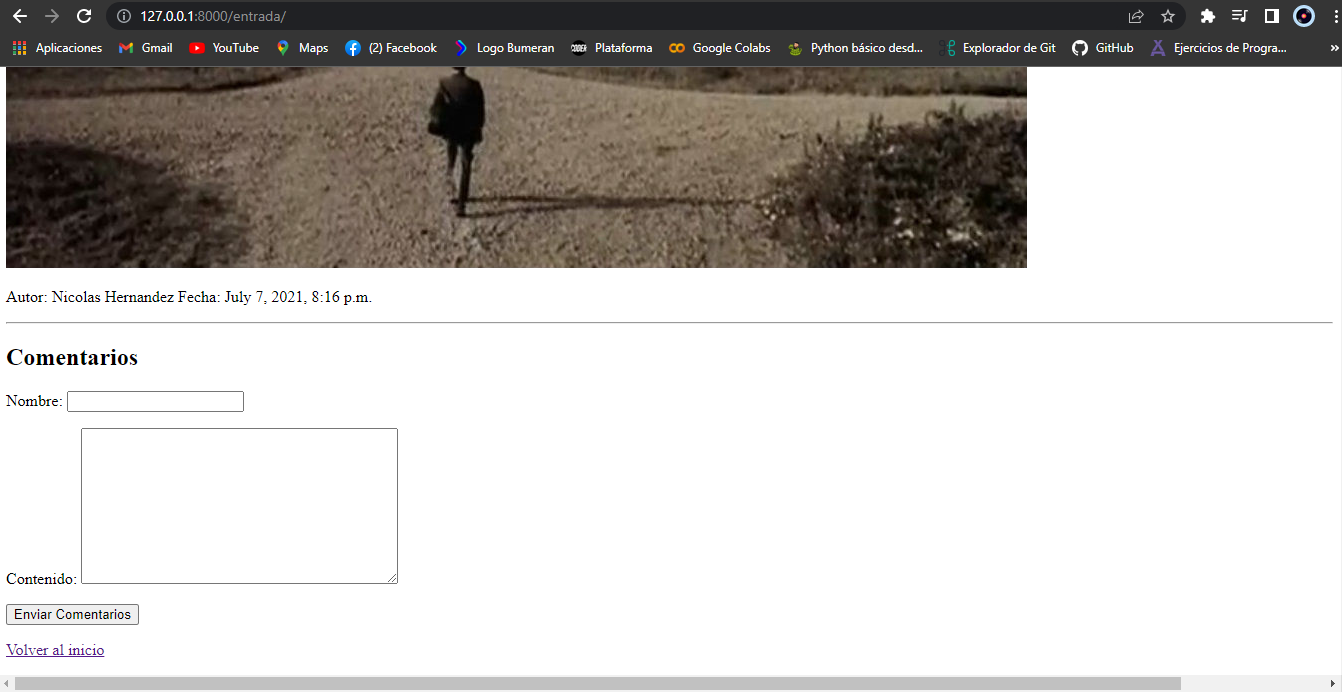 127.0.0.1:8000/entrada/
Aplicaciones Gmail YouTube Maps (2) Facebook Logo Bumeran Plataforma Google Colabs Python básico desd... Explorador de Git GitHub Ejercicios de Progra... »
Autor: Nicolas Hernandez Fecha: July 7, 2021, 8:16 p.m.
Comentarios
Nombre:
Contenido:
Enviar Comentarios
Volver al inicio